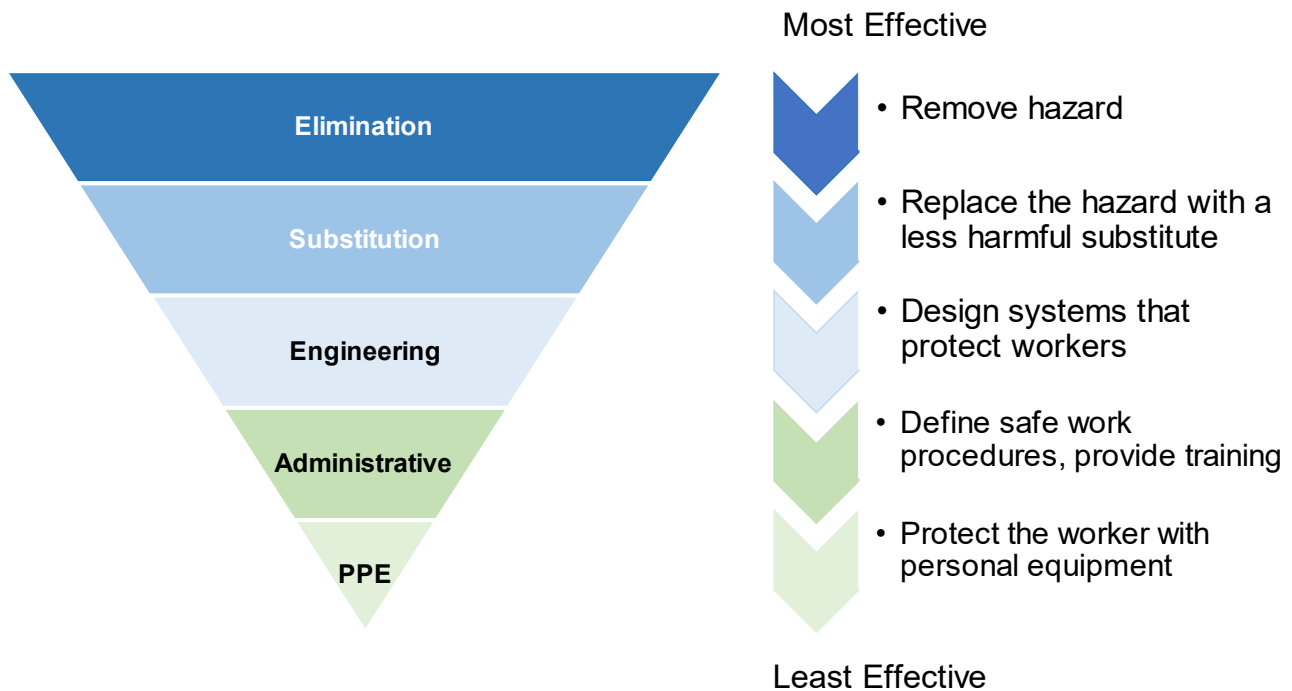 Most Effective
Elimination
• Remove hazard
Substitution
• Replace the hazard with a
less harmful substitute
Engineering
• Design systems that
protect workers
Administrative
• Define safe work
procedures, provide training
PPE
• Protect the worker with
personal equipment
Least Effective